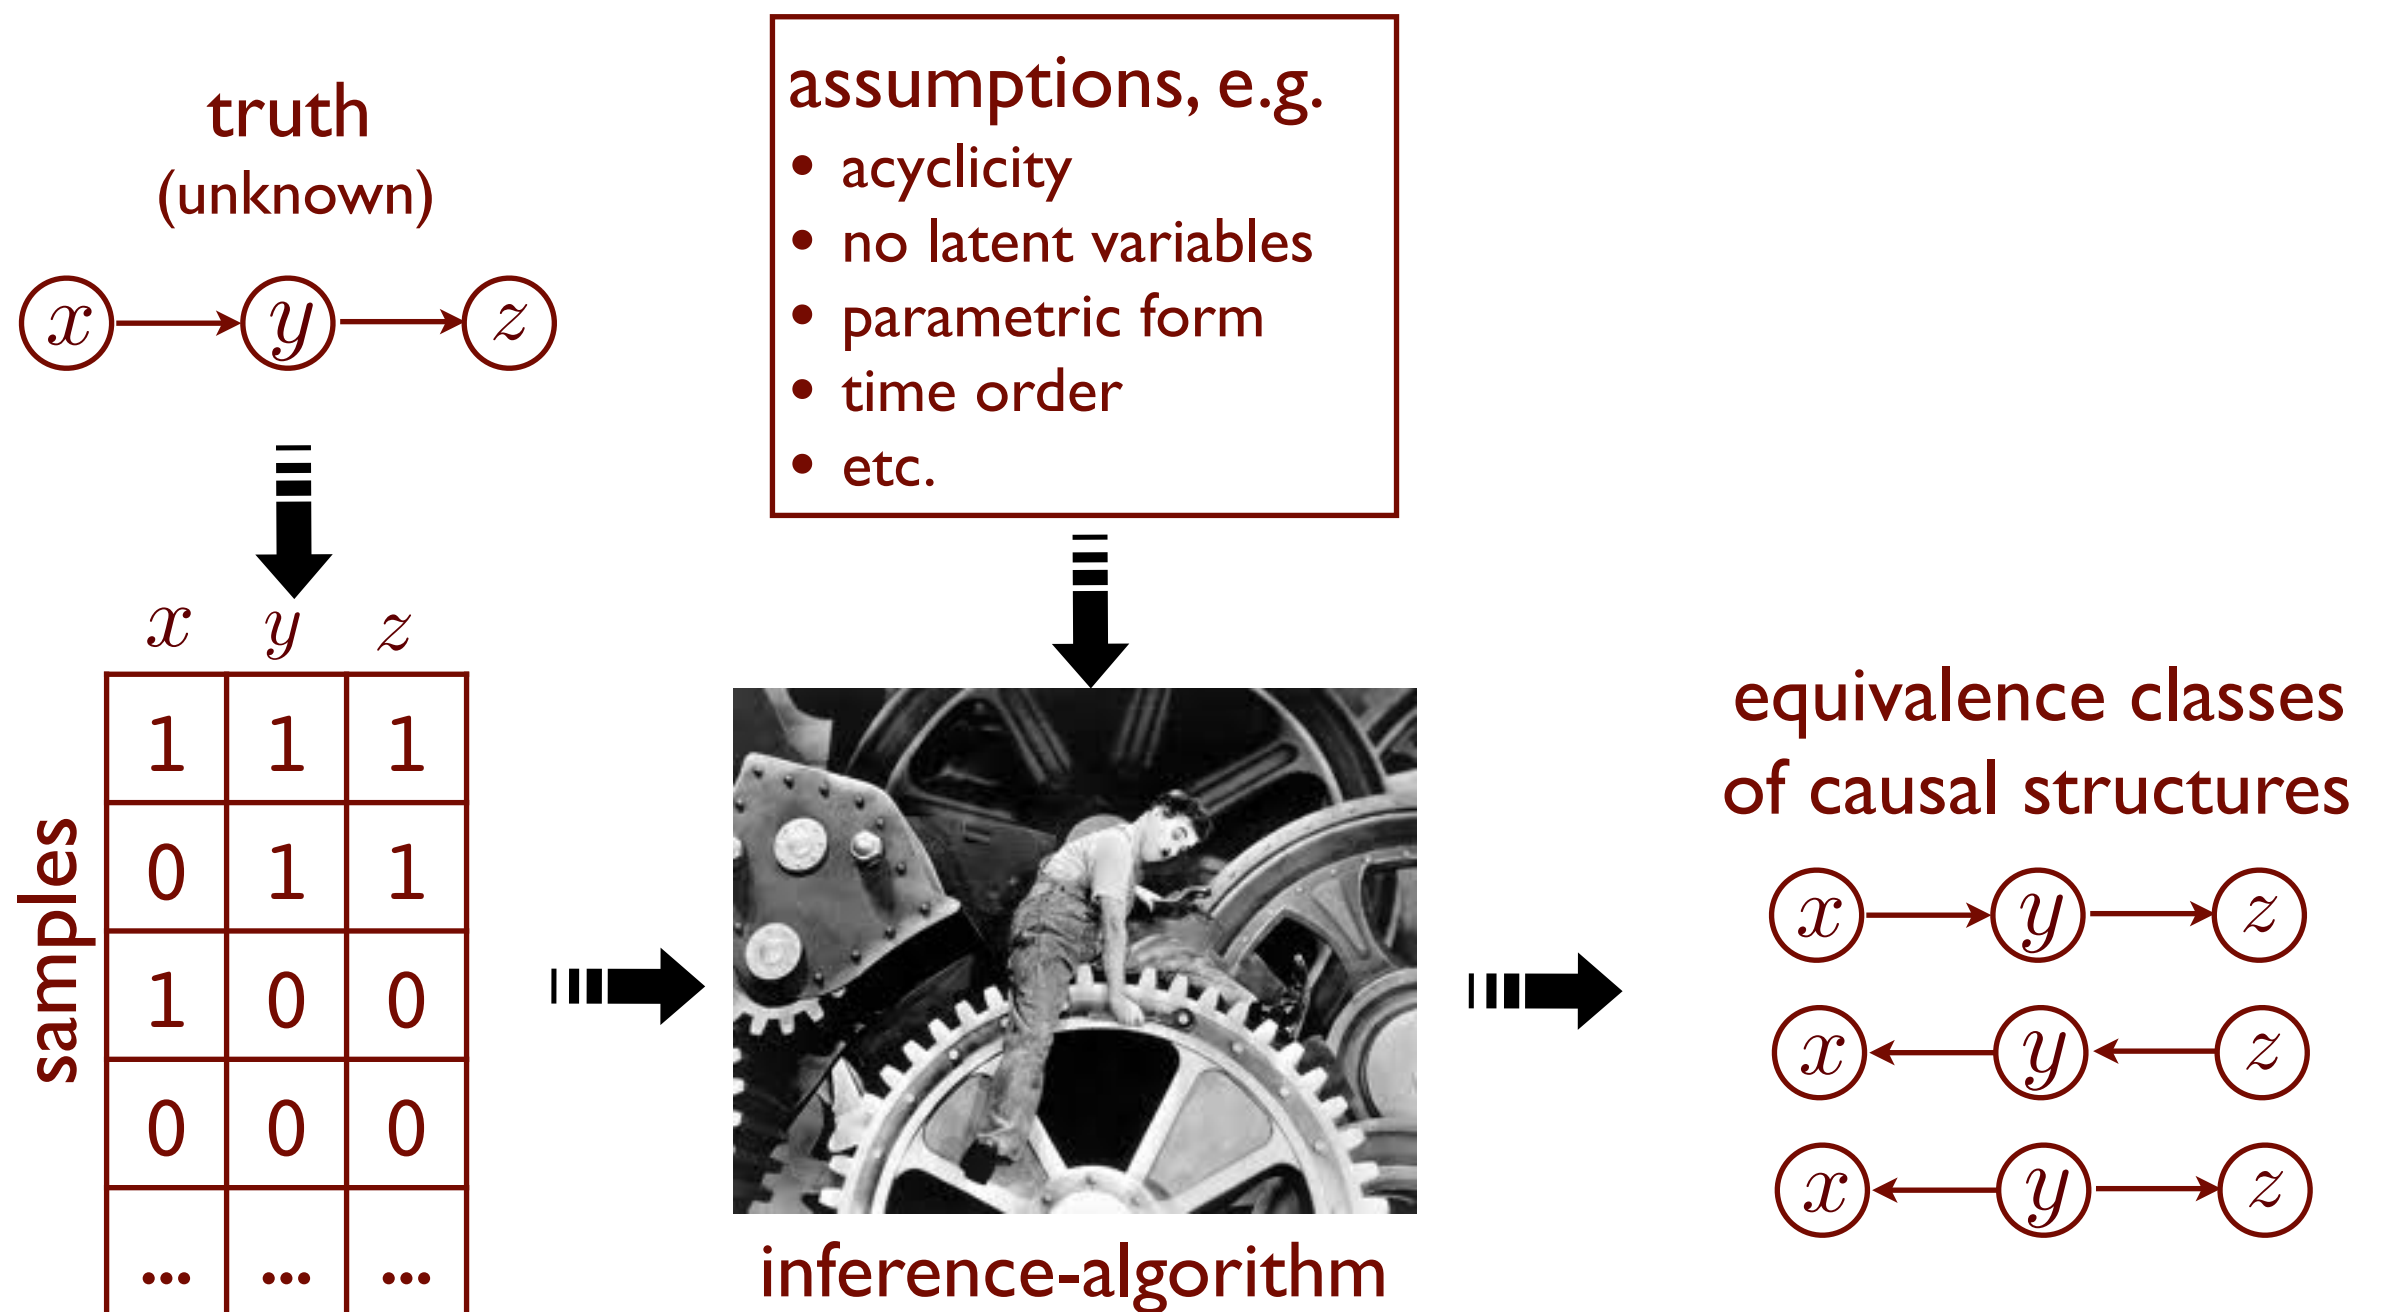 truth
(unknown)
x y z
assumptions, e.g.
• acyclicity
• no latent variables
• parametric form
• time order
• etc.
samples
x y z
1 1 1
0 1 1
1 0 0
0 0 0
... ... ...
inference-algorithm
equivalence classes
of causal structures
x y z
x y z
x y z